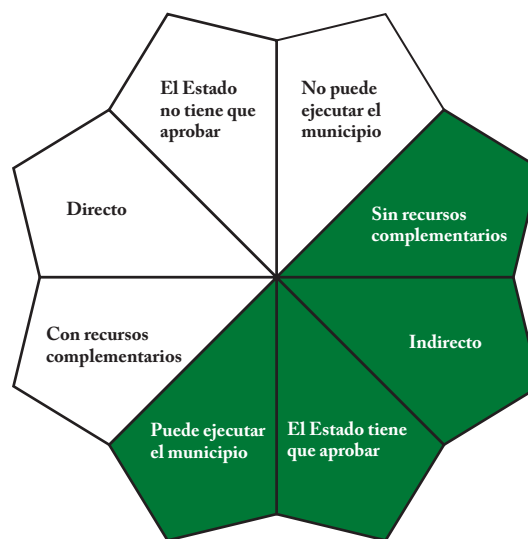 El Estado
no tiene que
aprobar
No puede
ejecutar el
municipio
Directo
Sin recursos
complementarios
Con recursos
complementarios
Indirecto
Puede ejecutar
el municipio
El Estado tiene
que aprobar